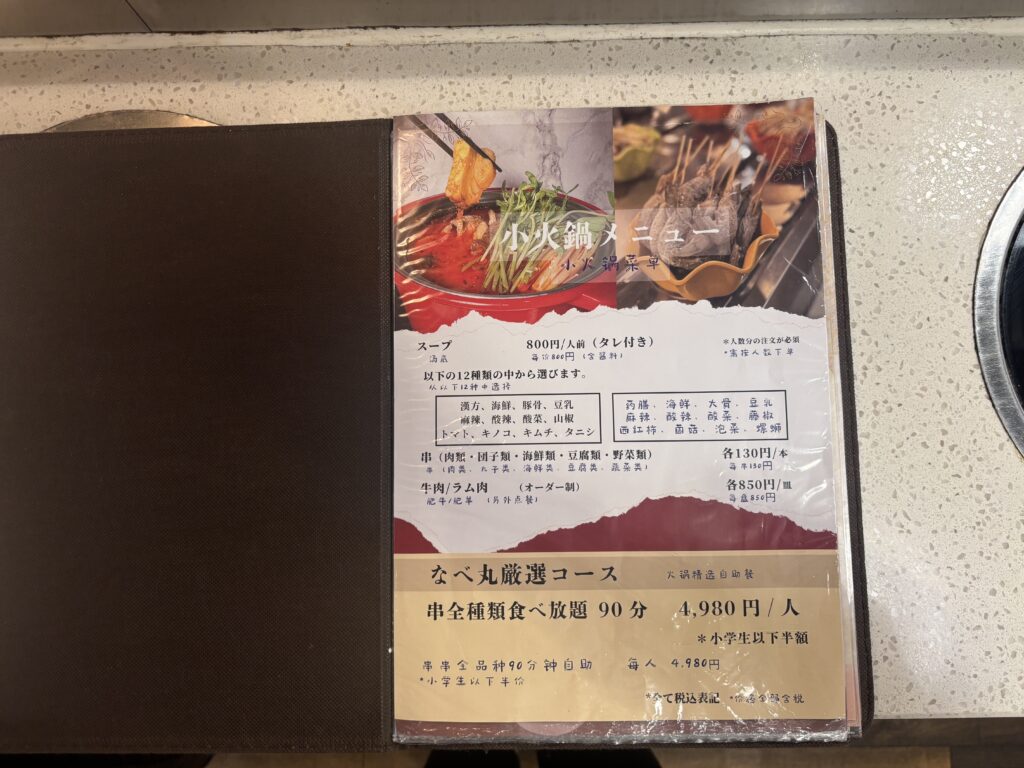 小火鍋メニュー
小火锅菜单
スープ 800円/人前（タレ付き） *人数分の注文が必須
汤底 每份800円（含酱料） *需按人数下单
以下の12種類の中から選びます。
从以下12种中选择
漢方、海鮮、豚骨、豆乳
麻辣、酸辣、酸菜、山椒
トマト、キノコ、キムチ、タニシ
药膳、海鲜、大骨、豆乳
麻辣、酸辣、酸菜、藤椒
西红柿、菌菇、泡菜、螺蛳
串（肉類・団子類・海鮮類・豆腐類・野菜類） 各130円/本
串（肉类、丸子类、海鲜类、豆腐类、蔬菜类） 每串130円
牛肉/ラム肉 （オーダー制） 各850円/皿
肥牛/肥羊 （另外点餐） 每盘850円
なべ丸厳選コース 火锅精选自助餐
串全種類食べ放題 90分 4,980円/人
*小学生以下半額
串串全品种90分钟自助 每人 4.980円
*小学生以下半价
*全て税込表記 *价格全部含税